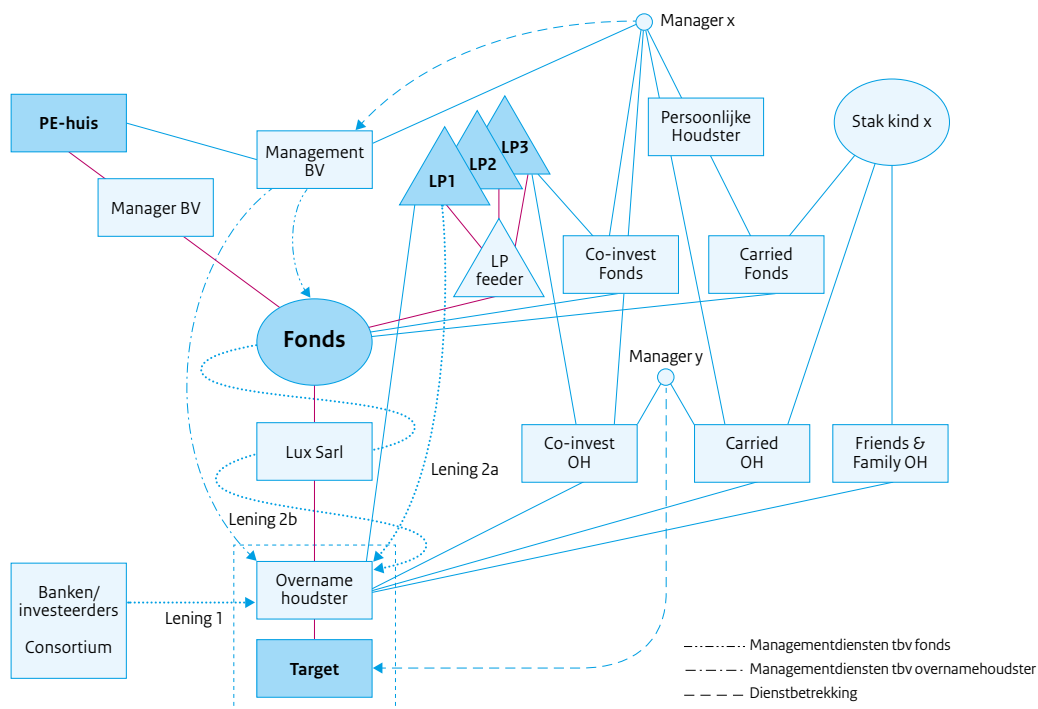 Manager x
PE-huis
Management
BV
Manager BV
LP1
LP2
LP3
Persoonlijke
Houdster
Stak kind x
LP
feeder
Co-invest
Fonds
Carried
Fonds
Fonds
Manager y
Lux Sarl
Co-invest
OH
Carried
OH
Friends &
Family OH
Lening 2a
Lening 2b
Banken/
investeerders
Consortium
Lening 1
Overname
houdster
Target
Managementdiensten tbv fonds
Managementdiensten tbv overnamehoudster
Dienstbetrekking